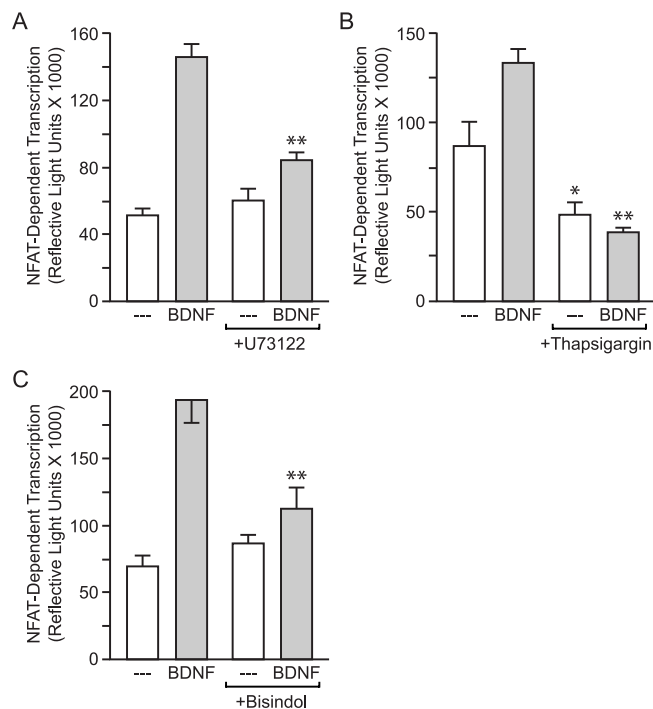 A
NFAT-Dependent Transcription
(Reflective Light Units X 1000)
160
120
80
40
0
--- BDNF --- BDNF
+U73122
**
B
NFAT-Dependent Transcription
(Reflective Light Units X 1000)
150
100
50
0
*
**
--- BDNF --- BDNF
+Thapsigargin
C
NFAT-Dependent Transcription
(Reflective Light Units X 1000)
200
150
100
50
0
**
--- BDNF --- BDNF
+Bisindol